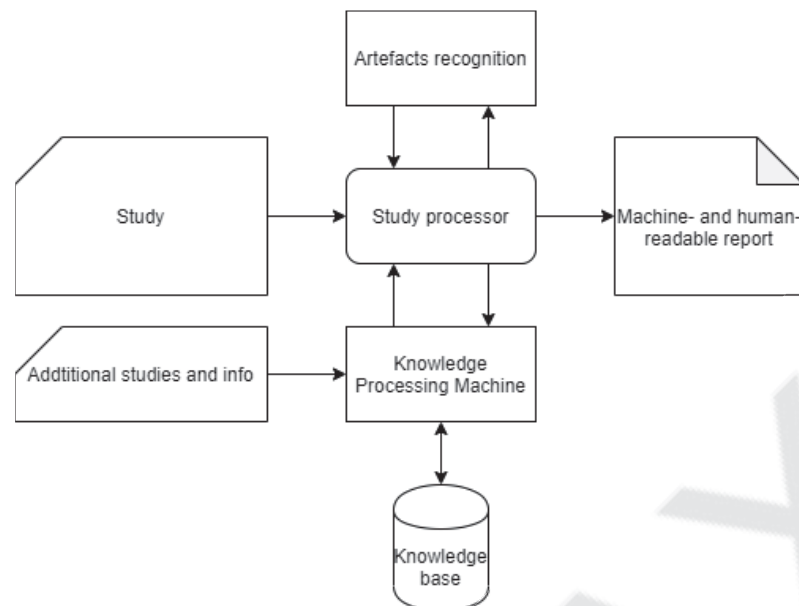 Artefacts recognition
Study
Study processor
Machine- and human-
readable report
Addtitional studies and info
Knowledge
Processing Machine
Knowledge
base